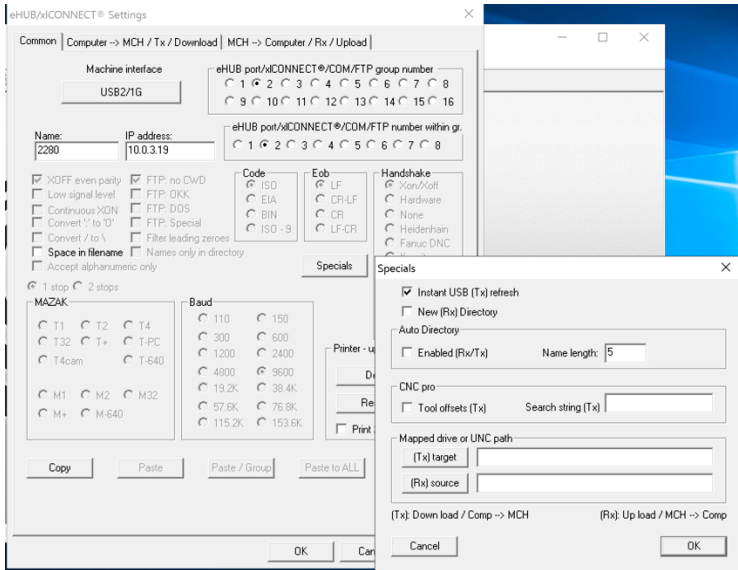 eHUB/xlCONNECT® Settings
Common
Computer --> MCH / Tx / Download
MCH --> Computer / Rx / Upload
Machine interface
USB2/1G
eHUB port/xlCONNECT®/COM/FTP group number
1 2 3 4 5 6 7 8
9 10 11 12 13 14 15 16
Name:
2280
IP address:
10.0.3.19
eHUB port/xlCONNECT®/COM/FTP number within gr.
1 2 3 4 5 6 7 8
XOFF even parity
Low signal level
Continuous XON
Convert ':' to 'O'
Convert / to \
Space in filename
Accept alphanumeric only
FTP: no CWD
FTP: OKK
FTP: DOS
FTP: Special
Filter leading zeroes
Names only in directory
Code
ISO
EIA
BIN
ISO - 9
Eob
LF
CR-LF
CR
LF-CR
Handshake
Xon/Xoff
Hardware
None
Heidenhain
Fanuc DNC
Specials
1 stop 2 stops
MAZAK
T1 T2 T4
T32 T+ T-PC
T4cam T-640
M1 M2 M32
M+ M-640
Baud
110 150
300 600
1200 2400
4800 9600
19.2K 38.4K
57.6K 76.8K
115.2K 153.6K
Printer - u
De
Re
Print
Copy
Paste
Paste / Group
Paste to ALL
OK
Can
Specials
Instant USB (Tx) refresh
New (Rx) Directory
Auto Directory
Enabled (Rx/Tx)
Name length: 5
CNC pro
Tool offsets (Tx)
Search string (Tx)
Mapped drive or UNC path
(Tx) target
(Rx) source
(Tx): Down load / Comp --> MCH
(Rx): Up load / MCH --> Comp
Cancel
OK